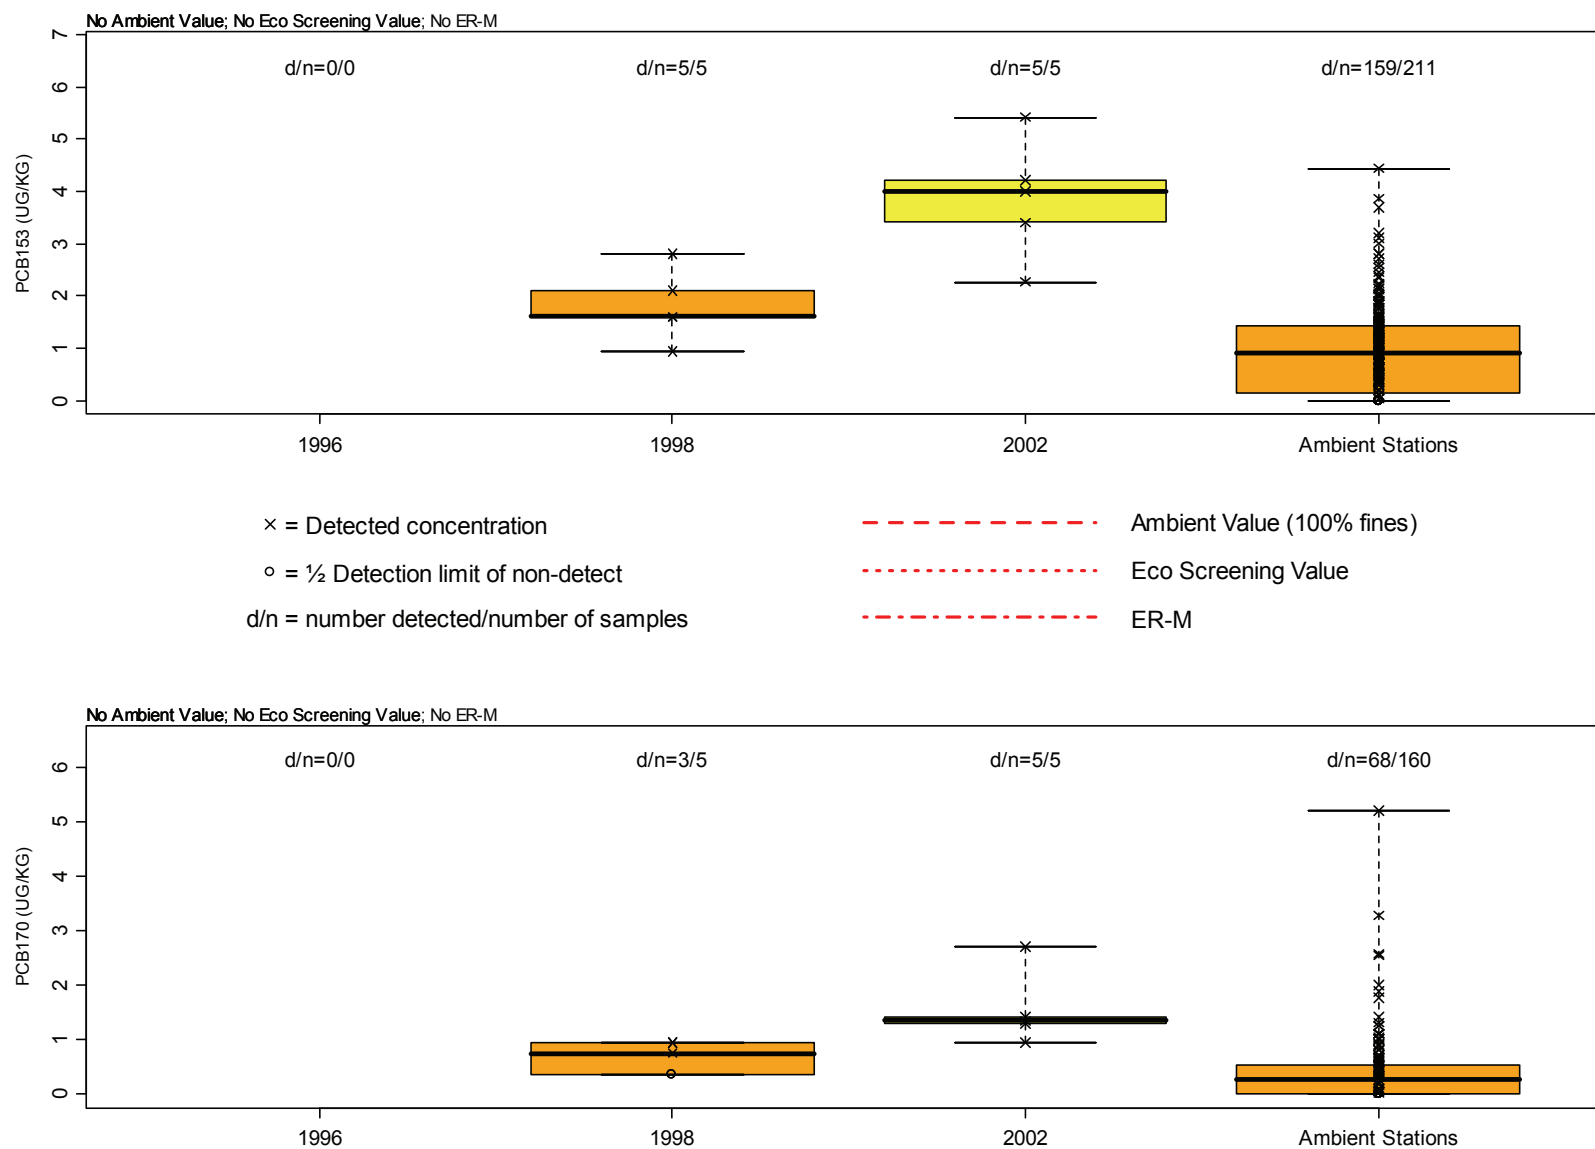 No Ambient Value; No Eco Screening Value; No ER-M
d/n=0/0 d/n=5/5 d/n=5/5 d/n=159/211
PCB153 (UG/KG)
7
6
5
4
3
2
1
0
1996 1998 2002 Ambient Stations
× = Detected concentration
Ambient Value (100% fines)
o = ½ Detection limit of non-detect
Eco Screening Value
d/n = number detected/number of samples
ER-M
No Ambient Value; No Eco Screening Value; No ER-M
d/n=0/0 d/n=3/5 d/n=5/5 d/n=68/160
PCB170 (UG/KG)
6
5
4
3
2
1
0
1996 1998 2002 Ambient Stations